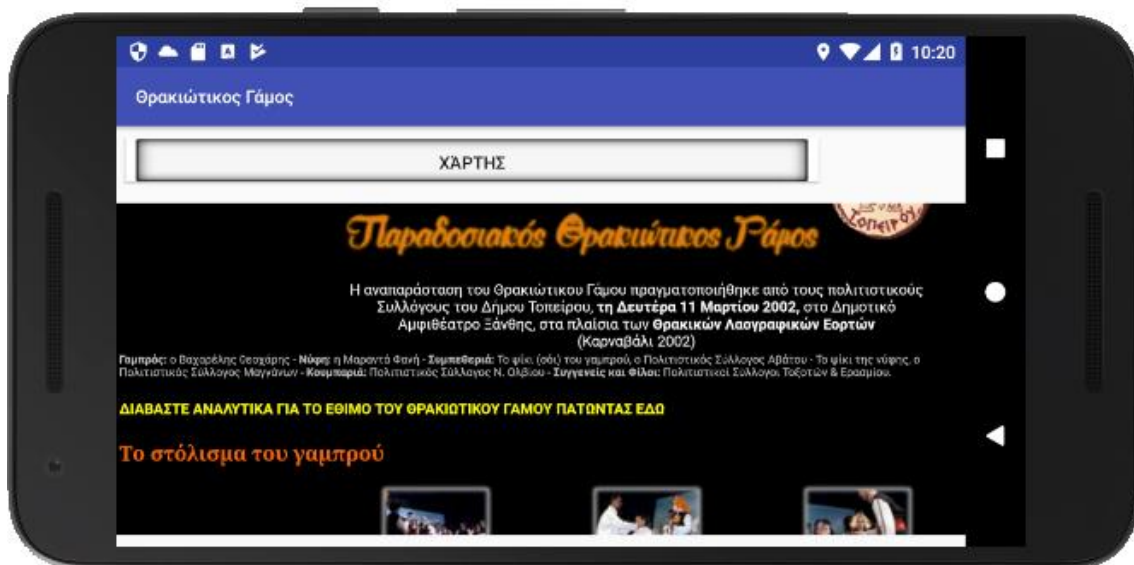 10:20
Θρακιώτικος Γάμος
ΧΆΡΤΗΣ
ΤΟΠΕΙΡΟΥ
Παραδοσιακός Θρακιώτικος Γάμος
Η αναπαράσταση του Θρακιώτικου Γάμου πραγματοποιήθηκε από τους πολιτιστικούς
Συλλόγους του Δήμου Τοπείρου, τη Δευτέρα 11 Μαρτίου 2002, στο Δημοτικό
Αμφιθέατρο Ξάνθης, στα πλαίσια των Θρακικών Λαογραφικών Εορτών
(Καρναβάλι 2002)
Γαμπρός: ο Βαχαρέλης Θεοχάρης - Νύφη: η Μαραντά Φανή - Συμπεθεριά: Το ψίκι (σόι) του γαμπρού, ο Πολιτιστικός Σύλλογος Αβάτου - Το ψίκι της νύφης, ο
Πολιτιστικός Σύλλογος Μαγγάνων - Κουμπαριά: Πολιτιστικός Σύλλογος Ν. Ολβίου - Συγγενείς και Φίλοι: Πολιτιστικοί Σύλλογοι Τοξοτών & Ερασμίου.
ΔΙΑΒΑΣΤΕ ΑΝΑΛΥΤΙΚΑ ΓΙΑ ΤΟ ΕΘΙΜΟ ΤΟΥ ΘΡΑΚΙΩΤΙΚΟΥ ΓΑΜΟΥ ΠΑΤΩΝΤΑΣ ΕΔΩ
Το στόλισμα του γαμπρού